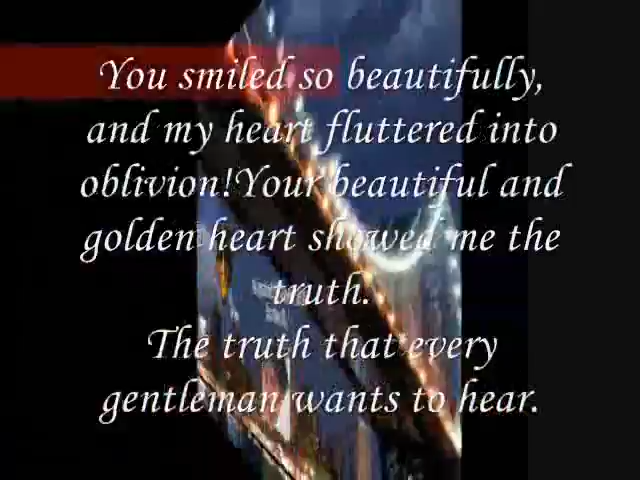 You smiled so beautifully,
and my heart fluttered into
oblivion!Your beautiful and
golden heart showed me the
truth.
The truth that every
gentleman wants to hear.